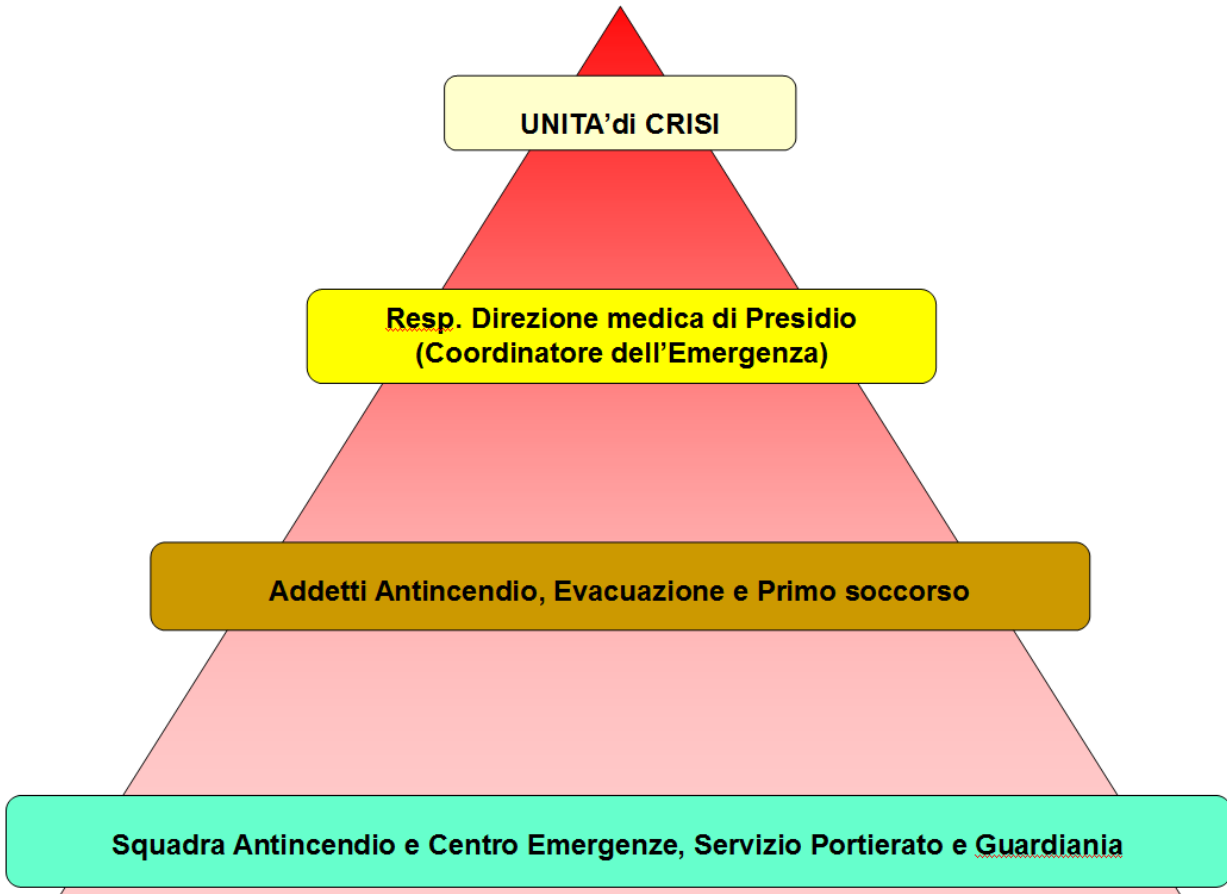 UNITA’di CRISI
Resp. Direzione medica di Presidio
(Coordinatore dell’Emergenza)
Addetti Antincendio, Evacuazione e Primo soccorso
Squadra Antincendio e Centro Emergenze, Servizio Portierato e Guardiania